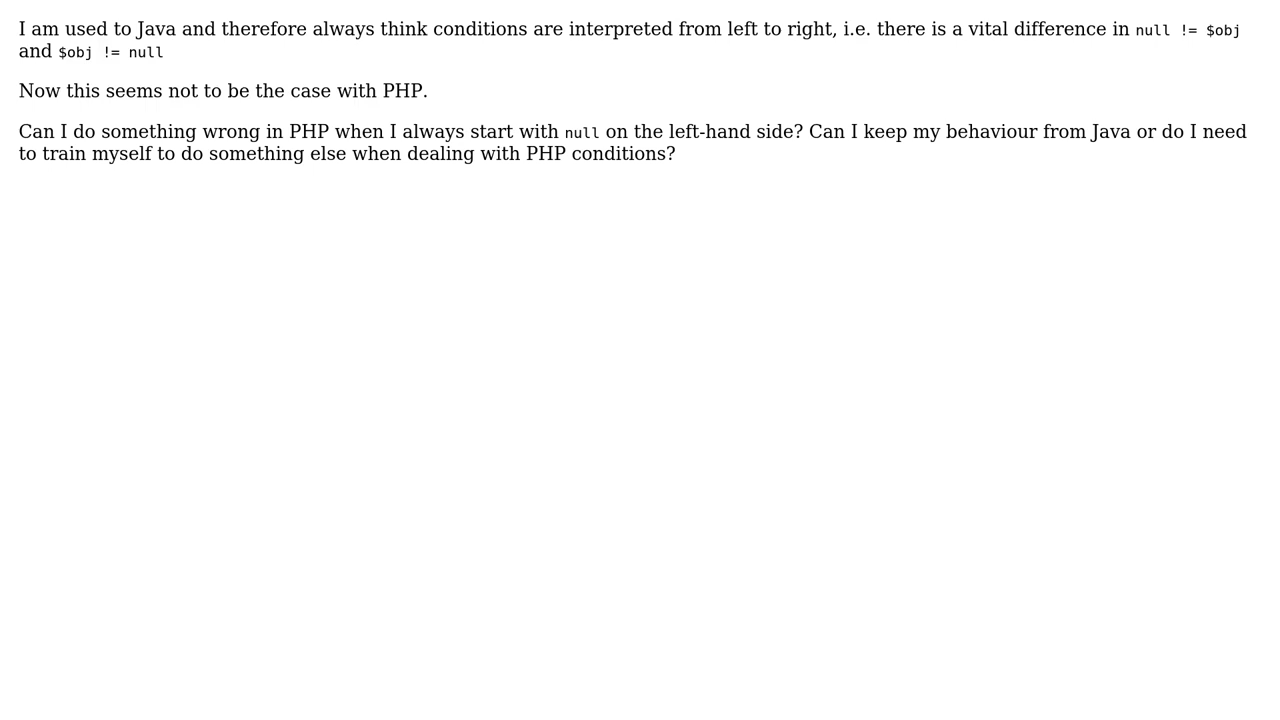 I am used to Java and therefore always think conditions are interpreted from left to right, i.e. there is a vital difference in null != $obj
and $obj != null
Now this seems not to be the case with PHP.
Can I do something wrong in PHP when I always start with null on the left-hand side? Can I keep my behaviour from Java or do I need
to train myself to do something else when dealing with PHP conditions?